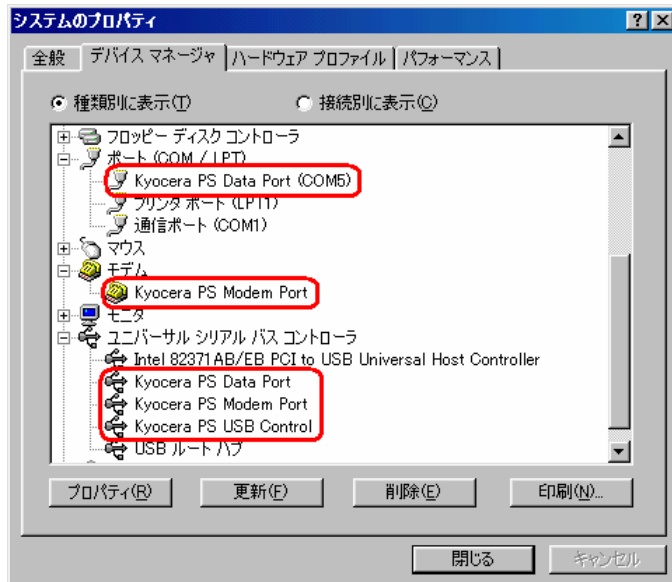 システムのプロパティ
全般 デバイス マネージャ ハードウェア プロファイル パフォーマンス
種類別に表示(T) 接続別に表示(C)
フロッピー ディスク コントローラ
ポート (COM / LPT)
Kyocera PS Data Port (COM5)
プリンタ ポート (LPT1)
通信ポート (COM1)
マウス
モデム
Kyocera PS Modem Port
モニタ
ユニバーサル シリアル バス コントローラ
Intel 82371AB/EB PCI to USB Universal Host Controller
Kyocera PS Data Port
Kyocera PS Modem Port
Kyocera PS USB Control
USB ルート ハブ
プロパティ(R) 更新(F) 削除(E) 印刷(N)...
閉じる キャンセル